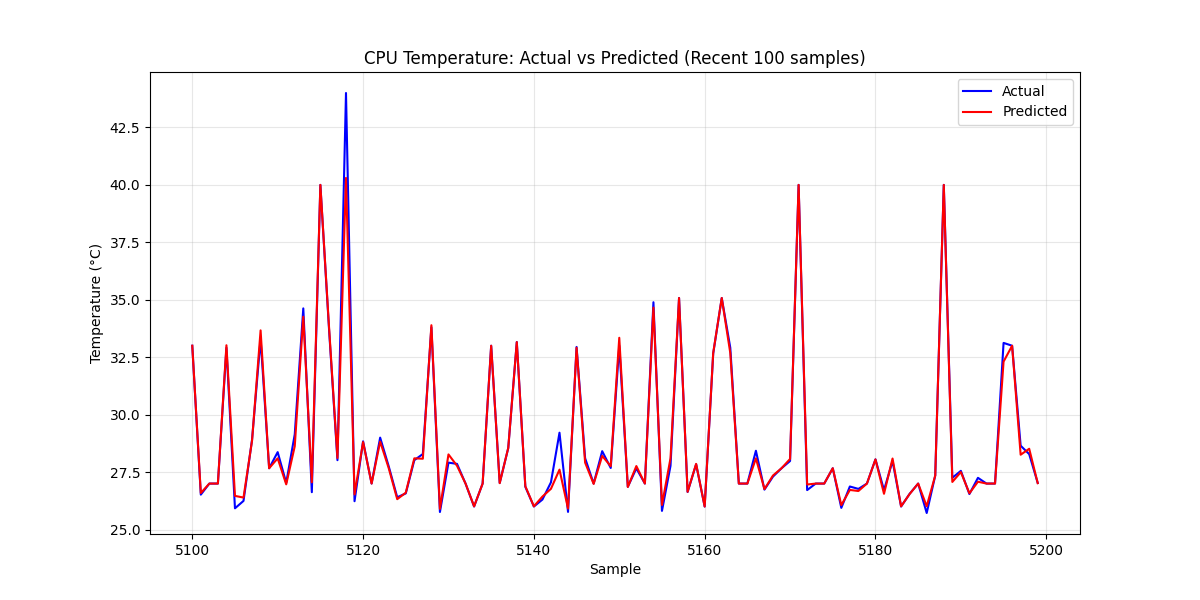 CPU Temperature: Actual vs Predicted (Recent 100 samples)
Actual
Predicted
42.5
40.0
37.5
35.0
32.5
30.0
27.5
25.0
Temperature (°C)
5100 5120 5140 5160 5180 5200
Sample